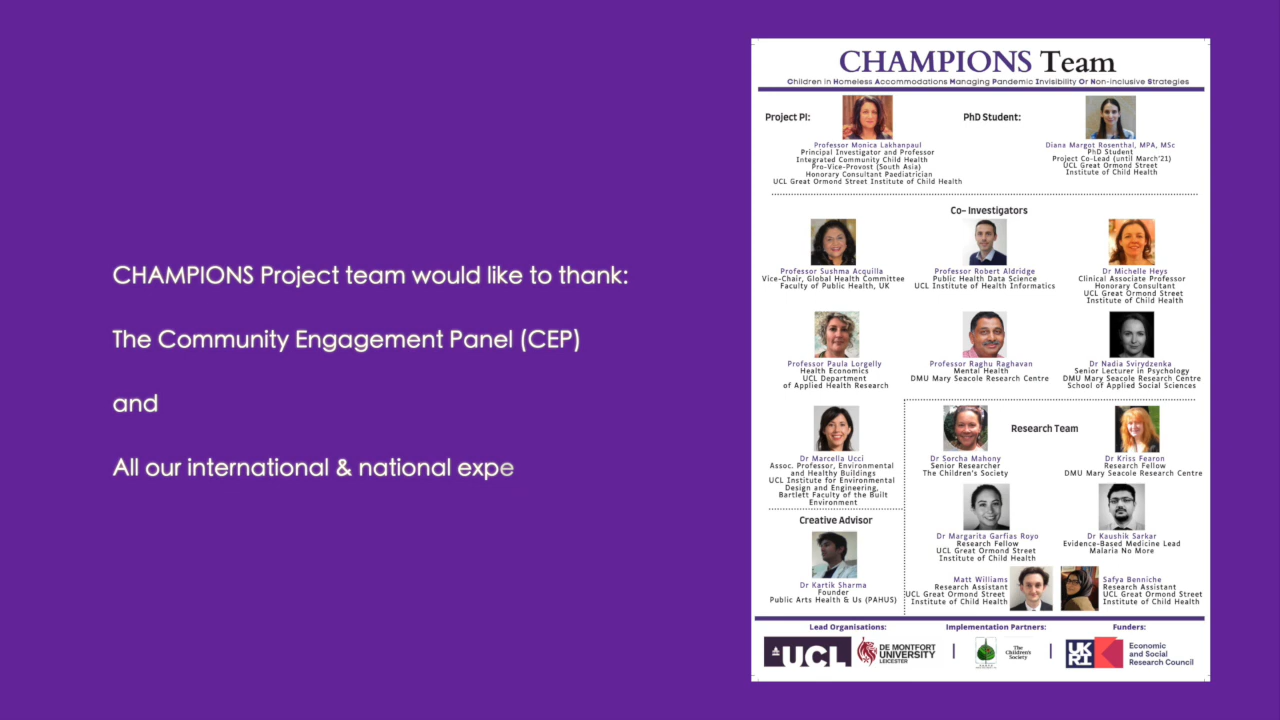 CHAMPIONS Project team would like to thank:
The Community Engagement Panel (CEP)
and
All our international & national expe
CHAMPIONS Team
Children in Homeless Accommodations Managing Pandemic Invisibility Or Non-inclusive Strategies
Project PI:
Professor Monica Lakhanpaul
Principal Investigator and Professor
Integrated Community Child Health
Pro-Vice-Provost (South Asia)
Honorary Consultant Paediatrician
UCL Great Ormond Street Institute of Child Health
PhD Student:
Diana Margot Rosenthal, MPA, MSc
PhD Student
Project Co-Lead (until March'21)
UCL Great Ormond Street
Institute of Child Health
Co- Investigators
Professor Sushma Acquilla
Vice-Chair, Global Health Committee
Faculty of Public Health, UK
Professor Robert Aldridge
Public Health Data Science
UCL Institute of Health Informatics
Dr Michelle Heys
Clinical Associate Professor
Honorary Consultant
UCL Great Ormond Street
Institute of Child Health
Professor Paula Lorgelly
Health Economics
UCL Department
of Applied Health Research
Professor Raghu Raghavan
Mental Health
DMU Mary Seacole Research Centre
Dr Nadia Svirydzenka
Senior Lecturer in Psychology
DMU Mary Seacole Research Centre
School of Applied Social Sciences
Dr Marcella Ucci
Assoc. Professor, Environmental
and Healthy Buildings
UCL Institute for Environmental
Design and Engineering,
Bartlett Faculty of the Built
Environment
Research Team
Dr Sorcha Mahony
Senior Researcher
The Children's Society
Dr Kriss Fearon
Research Fellow
DMU Mary Seacole Research Centre
Dr Margarita Garfias Royo
Research Fellow
UCL Great Ormond Street
Institute of Child Health
Dr Kaushik Sarkar
Evidence-Based Medicine Lead
Malaria No More
Creative Advisor
Dr Kartik Sharma
Founder
Public Arts Health & Us (PAHUS)
Matt Williams
Research Assistant
UCL Great Ormond Street
Institute of Child Health
Safya Benniche
Research Assistant
UCL Great Ormond Street
Institute of Child Health
Lead Organisations:
UCL
DE MONTFORT
UNIVERSITY
LEICESTER
Implementation Partners:
The
Children's
Society
Funders:
UK
RI
Economic
and Social
Research Council